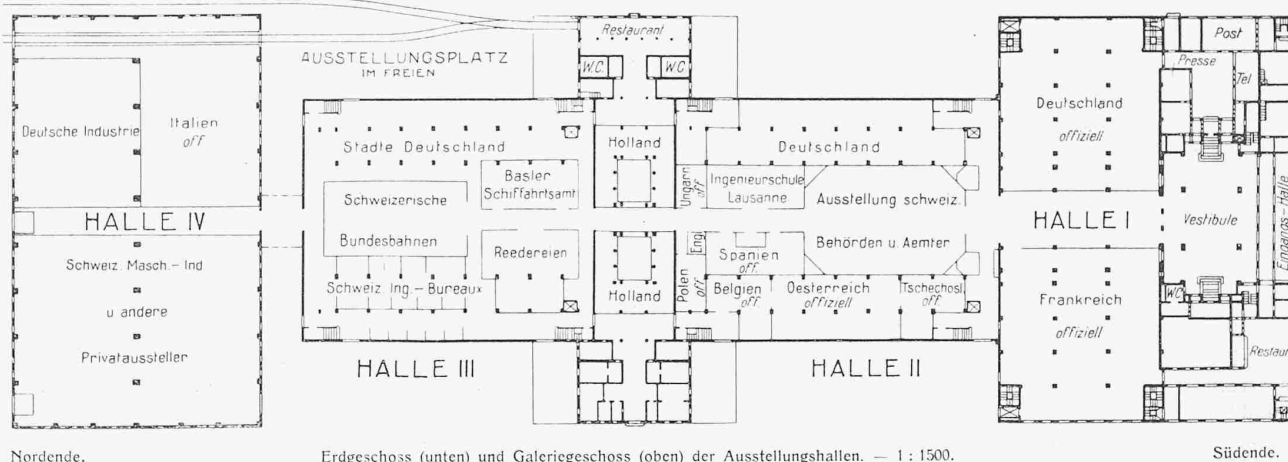 Restaurant
W.C.
W.C.
AUSSTELLUNGSPLATZ
IM FREIEN
Deutsche Industrie
Italien
off.
HALLE IV
Schweiz. Masch.-Ind
u andere
Privataussteller
Städte Deutschland
Basler
Schiffahrtsamt
Schweizerische
Bundesbahnen
Reedereien
Schweiz. Ing.-Bureaux
HALLE III
Holland
Holland
Deutschland
Ungarn
off.
Ingenieurschule
Lausanne
Ausstellung schweiz.
Behörden u. Aemter
Engl
Spanien
off.
Polen
off.
Belgien
off.
Oesterreich
offiziell
Tschechosl.
off.
HALLE II
Deutschland
offiziell
HALLE I
Frankreich
offiziell
Post
Presse
Tel
Vestibule
Eingangs-Halle
WC
Restaur
Nordende.
Erdgeschoss (unten) und Galeriegeschoss (oben) der Ausstellungshallen. — 1 : 1500.
Südende.